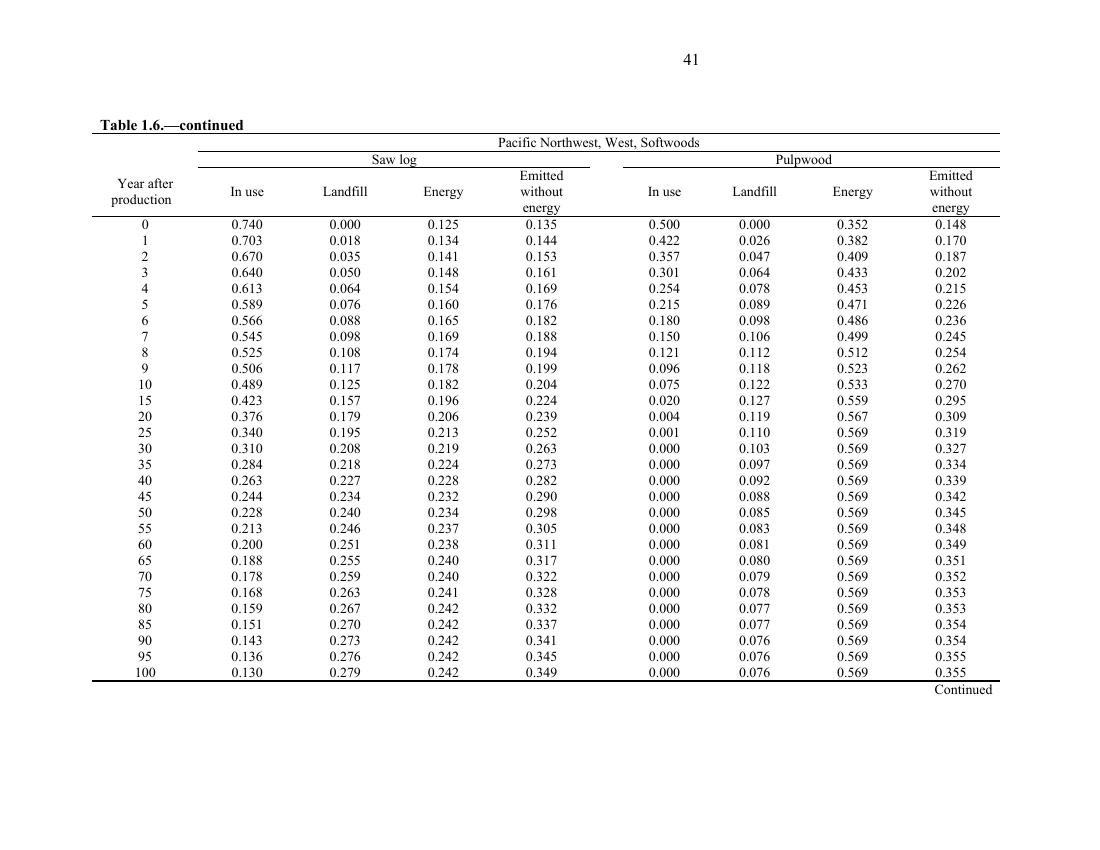 41
Table 1.6.—continued
Pacific Northwest, West, Softwoods
Saw log Pulpwood
Year after production In use Landfill Energy Emitted without energy In use Landfill Energy Emitted without energy
0 0.740 0.000 0.125 0.135 0.500 0.000 0.352 0.148
1 0.703 0.018 0.134 0.144 0.422 0.026 0.382 0.170
2 0.670 0.035 0.141 0.153 0.357 0.047 0.409 0.187
3 0.640 0.050 0.148 0.161 0.301 0.064 0.433 0.202
4 0.613 0.064 0.154 0.169 0.254 0.078 0.453 0.215
5 0.589 0.076 0.160 0.176 0.215 0.089 0.471 0.226
6 0.566 0.088 0.165 0.182 0.180 0.098 0.486 0.236
7 0.545 0.098 0.169 0.188 0.150 0.106 0.499 0.245
8 0.525 0.108 0.174 0.194 0.121 0.112 0.512 0.254
9 0.506 0.117 0.178 0.199 0.096 0.118 0.523 0.262
10 0.489 0.125 0.182 0.204 0.075 0.122 0.533 0.270
15 0.423 0.157 0.196 0.224 0.020 0.127 0.559 0.295
20 0.376 0.179 0.206 0.239 0.004 0.119 0.567 0.309
25 0.340 0.195 0.213 0.252 0.001 0.110 0.569 0.319
30 0.310 0.208 0.219 0.263 0.000 0.103 0.569 0.327
35 0.284 0.218 0.224 0.273 0.000 0.097 0.569 0.334
40 0.263 0.227 0.228 0.282 0.000 0.092 0.569 0.339
45 0.244 0.234 0.232 0.290 0.000 0.088 0.569 0.342
50 0.228 0.240 0.234 0.298 0.000 0.085 0.569 0.345
55 0.213 0.246 0.237 0.305 0.000 0.083 0.569 0.348
60 0.200 0.251 0.238 0.311 0.000 0.081 0.569 0.349
65 0.188 0.255 0.240 0.317 0.000 0.080 0.569 0.351
70 0.178 0.259 0.240 0.322 0.000 0.079 0.569 0.352
75 0.168 0.263 0.241 0.328 0.000 0.078 0.569 0.353
80 0.159 0.267 0.242 0.332 0.000 0.077 0.569 0.353
85 0.151 0.270 0.242 0.337 0.000 0.077 0.569 0.354
90 0.143 0.273 0.242 0.341 0.000 0.076 0.569 0.354
95 0.136 0.276 0.242 0.345 0.000 0.076 0.569 0.355
100 0.130 0.279 0.242 0.349 0.000 0.076 0.569 0.355
Continued